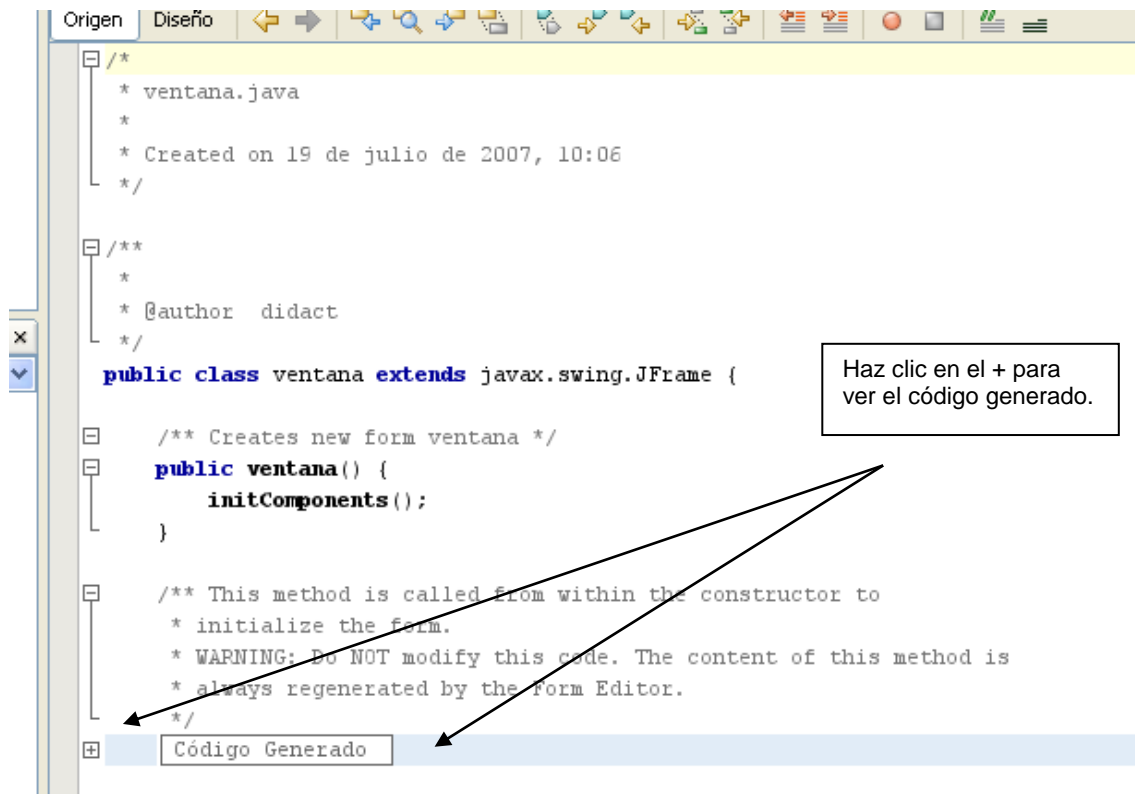 Origen Diseño
/*
* ventana.java
*
* Created on 19 de julio de 2007, 10:06
*/
/**
*
* @author  didact
*/
public class ventana extends javax.swing.JFrame {
Haz clic en el + para
ver el código generado.
/** Creates new form ventana */
public ventana() {
initComponents();
}
/** This method is called from within the constructor to
* initialize the form.
* WARNING: Do NOT modify this code. The content of this method is
* always regenerated by the Form Editor.
*/
Código Generado